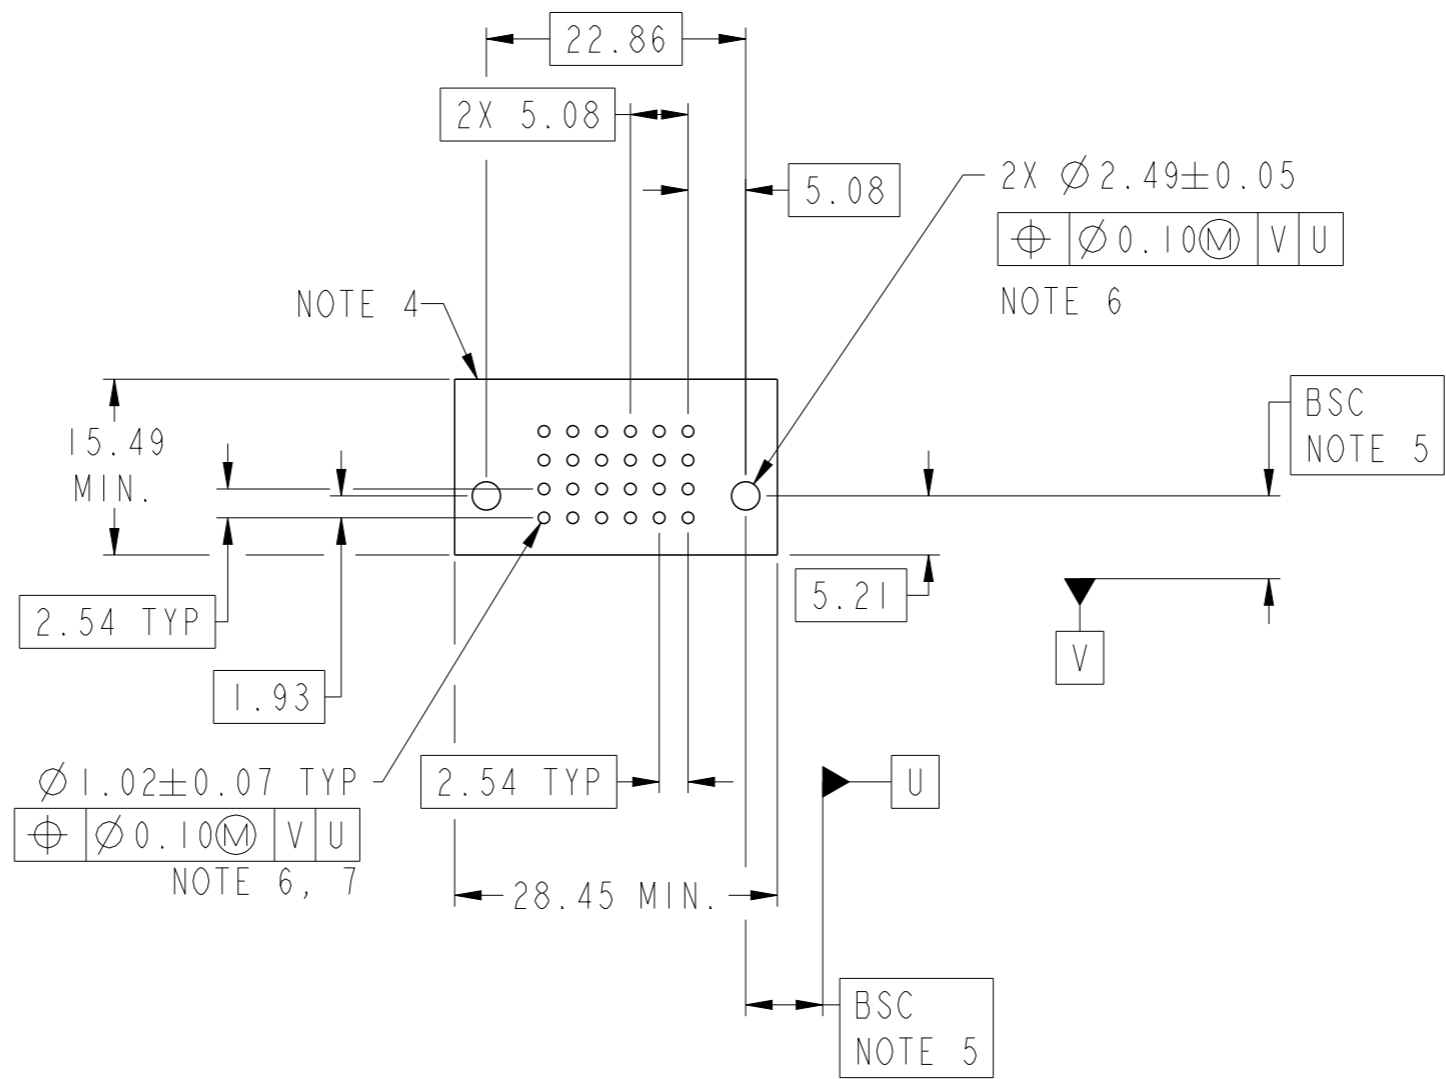 22.86
2X 5.08
5.08
2X ⌀2.49±0.05
⌖ ⌀0.10Ⓜ V U
NOTE 6
NOTE 4
BSC
NOTE 5
15.49
MIN.
5.21
2.54 TYP
V
1.93
⌀1.02±0.07 TYP
2.54 TYP
U
⌖ ⌀0.10Ⓜ V U
NOTE 6, 7
28.45 MIN.
BSC
NOTE 5